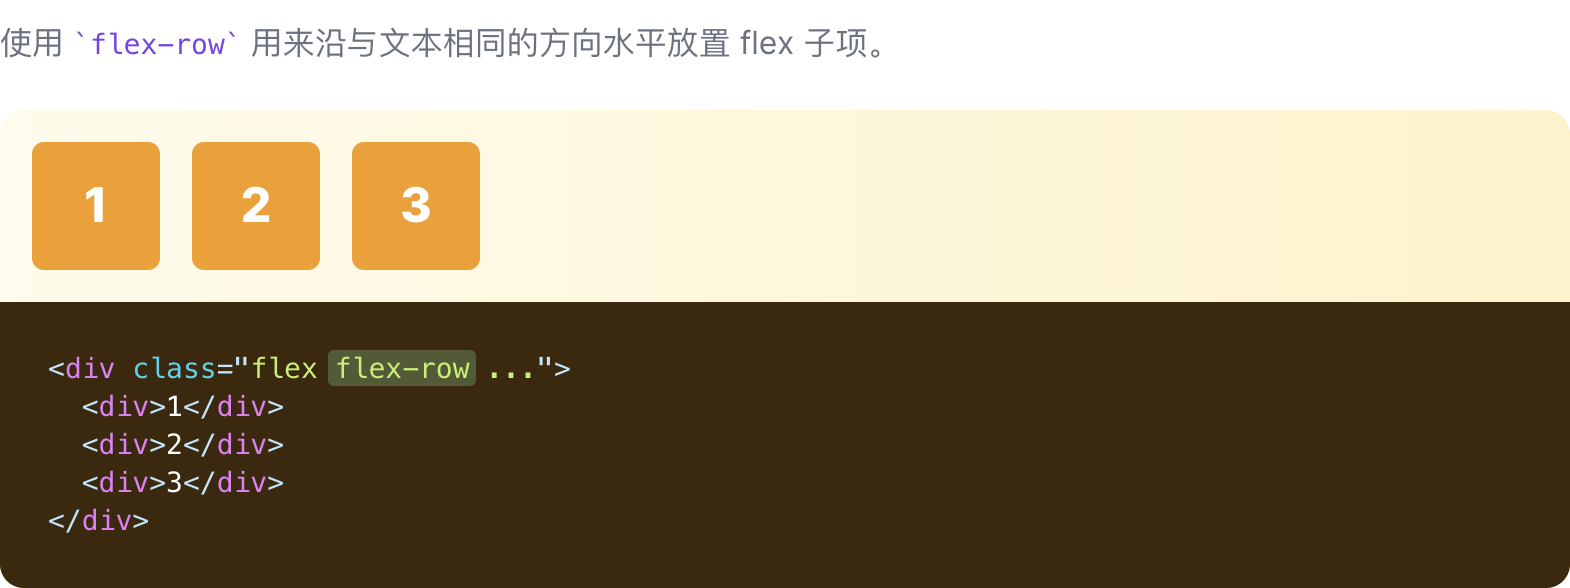 使用 `flex-row` 用来沿与文本相同的方向水平放置 flex 子项。
1 2 3
<div class="flex flex-row ...">
  <div>1</div>
  <div>2</div>
  <div>3</div>
</div>